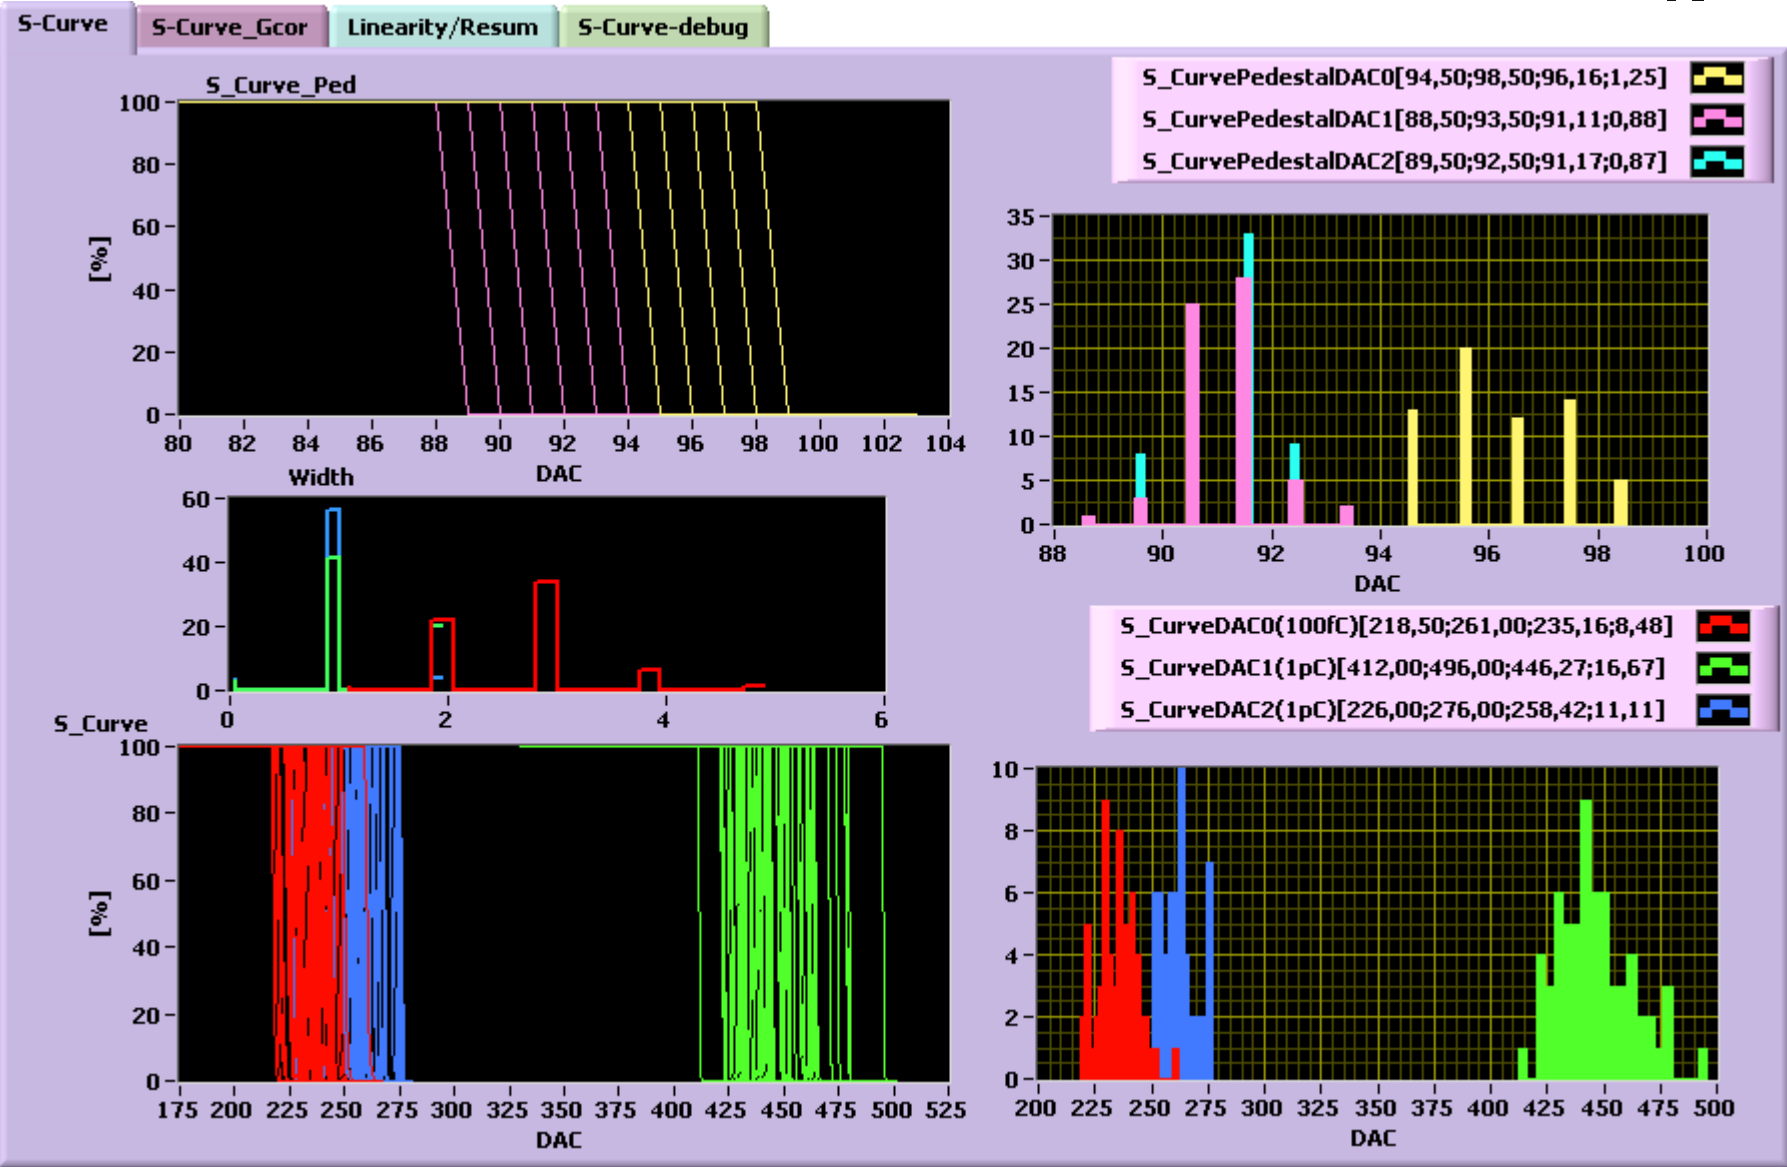 S-Curve S-Curve_Gcor Linearity/Resum S-Curve-debug
S_Curve_Ped
100
80
60
40
20
0
[%]
80 82 84 86 88 90 92 94 96 98 100 102 104
DAC
S_CurvePedestalDAC0[94,50;98,50;96,16;1,25]
S_CurvePedestalDAC1[88,50;93,50;91,11;0,88]
S_CurvePedestalDAC2[89,50;92,50;91,17;0,87]
35
30
25
20
15
10
5
0
88 90 92 94 96 98 100
DAC
Width
60
40
20
0
0 2 4 6
S_CurveDAC0(100fC)[218,50;261,00;235,16;8,48]
S_CurveDAC1(1pC)[412,00;496,00;446,27;16,67]
S_CurveDAC2(1pC)[226,00;276,00;258,42;11,11]
S_Curve
100
80
60
40
20
0
[%]
175 200 225 250 275 300 325 350 375 400 425 450 475 500 525
DAC
10
8
6
4
2
0
200 225 250 275 300 325 350 375 400 425 450 475 500
DAC